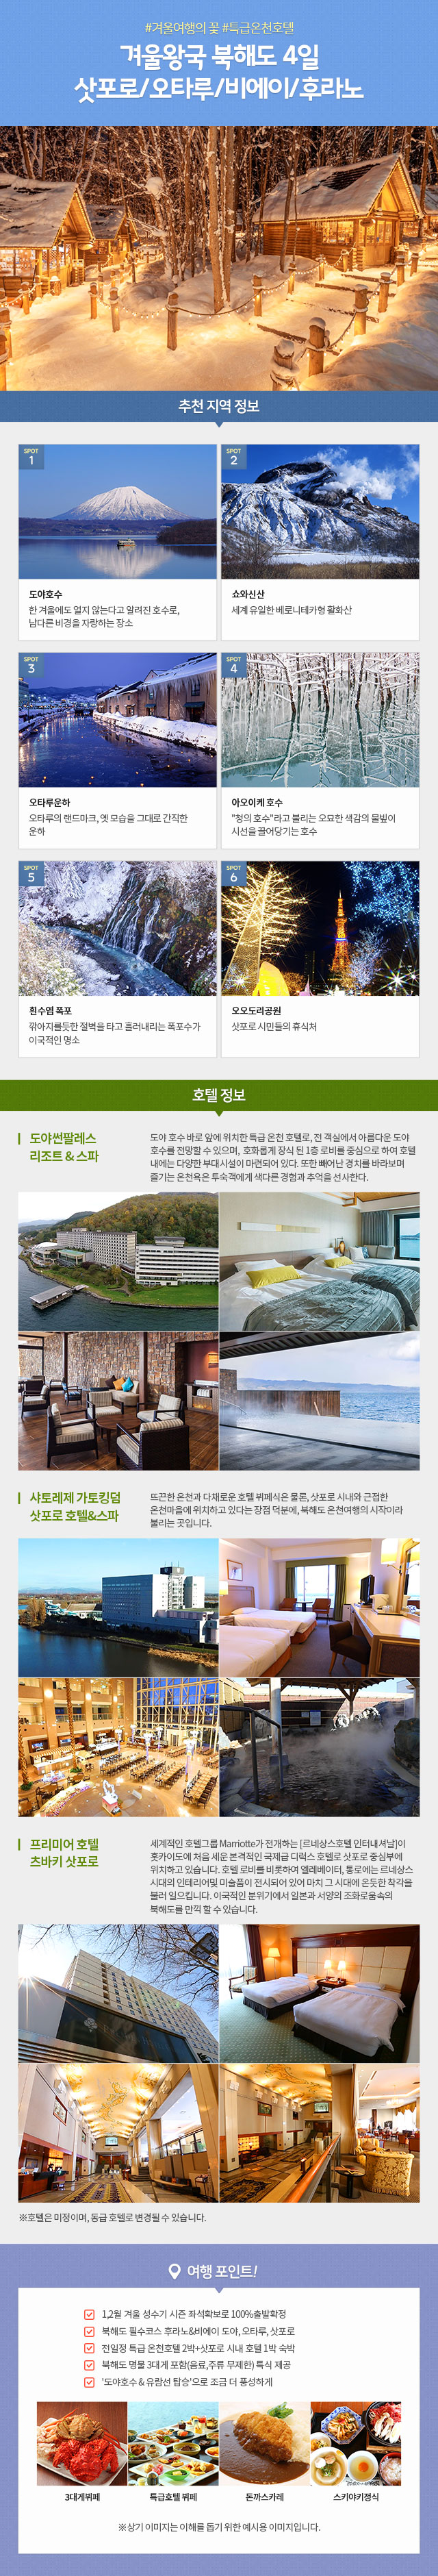 #겨울여행의 꽃 #특급온천호텔
겨울왕국 북해도 4일
삿포로/오타루/비에이/후라노
추천 지역 정보
SPOT
1
SPOT
2
도야호수
한 겨울에도 얼지 않는다고 알려진 호수로,
남다른 비경을 자랑하는 장소
쇼와신산
세계 유일한 베로니테카형 활화산
SPOT
3
SPOT
4
오타루운하
오타루의 랜드마크, 옛 모습을 그대로 간직한
운하
아오이케 호수
"청의 호수"라고 불리는 오묘한 색감의 물빛이
시선을 끌어당기는 호수
SPOT
5
SPOT
6
흰수염 폭포
깎아지를듯한 절벽을 타고 흘러내리는 폭포수가
이국적인 명소
오오도리공원
삿포로 시민들의 휴식처
호텔 정보
도야썬팔레스
리조트 & 스파
도야 호수 바로 앞에 위치한 특급 온천 호텔로, 전 객실에서 아름다운 도야
호수를 전망할 수 있으며, 호화롭게 장식 된 1층 로비를 중심으로 하여 호텔
내에는 다양한 부대시설이 마련되어 있다. 또한 빼어난 경치를 바라보며
즐기는 온천욕은 투숙객에게 색다른 경험과 추억을 선사한다.
샤토레제 가토킹덤
삿포로 호텔&스파
뜨끈한 온천과 다채로운 호텔 뷔페식은 물론, 삿포로 시내와 근접한
온천마을에 위치하고 있다는 장점 덕분에, 북해도 온천여행의 시작이라
불리는 곳입니다.
프리미어 호텔
츠바키 삿포로
세계적인 호텔그룹 Marriotte가 전개하는 [르네상스호텔 인터내셔날]이
홋카이도에 처음 세운 본격적인 국제급 디럭스 호텔로 삿포로 중심부에
위치하고 있습니다. 호텔 로비를 비롯하여 엘레베이터, 통로에는 르네상스
시대의 인테리어및 미술품이 전시되어 있어 마치 그 시대에 온듯한 착각을
불러 일으킵니다. 이국적인 분위기에서 일본과 서양의 조화로움속의
북해도를 만끽 할 수 있습니다.
※호텔은 미정이며, 동급 호텔로 변경될 수 있습니다.
여행 포인트!
1,2월 겨울 성수기 시즌 좌석확보로 100%출발확정
북해도 필수코스 후라노&비에이 도야, 오타루, 삿포로
전일정 특급 온천호텔 2박+삿포로 시내 호텔 1박 숙박
북해도 명물 3대게 포함(음료,주류 무제한) 특식 제공
'도야호수 & 유람선 탑승'으로 조금 더 풍성하게
3대게뷔페
특급호텔 뷔페
돈까스카레
스키야키정식
※상기 이미지는 이해를 돕기 위한 예시용 이미지입니다.